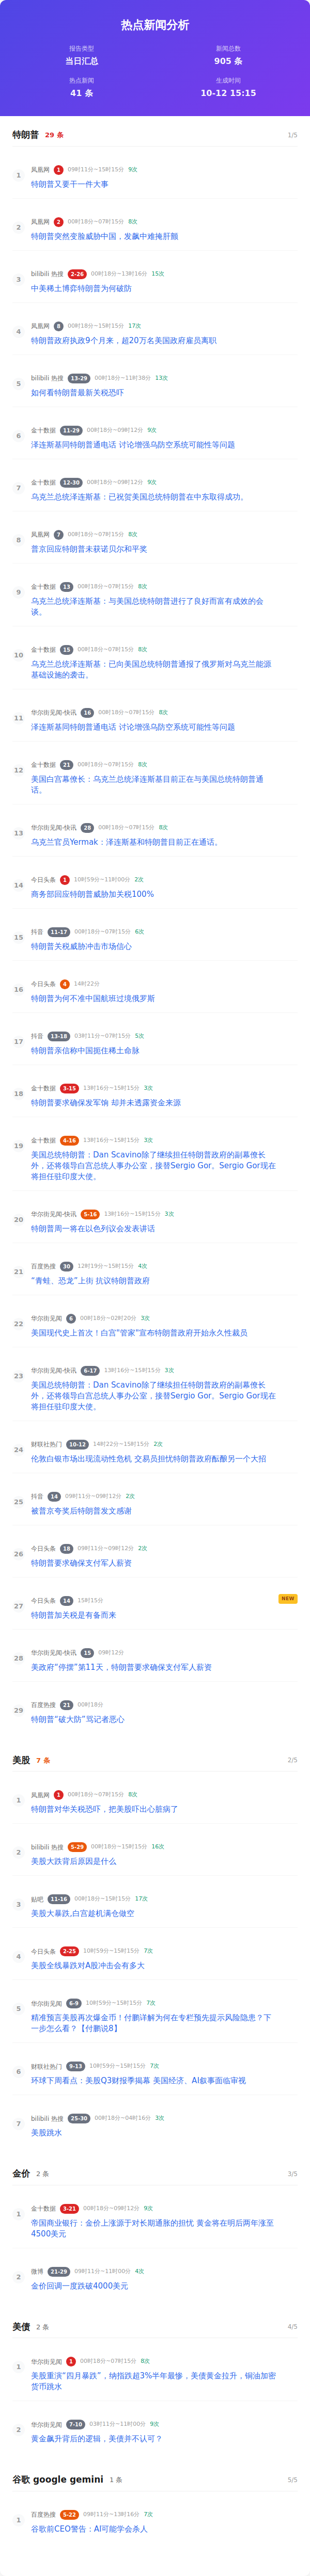 热点新闻分析
报告类型
当日汇总
新闻总数
905 条
热点新闻
41 条
生成时间
10-12 15:15
特朗普 29 条 1/5
1
凤凰网 1 09时11分~15时15分 9次
特朗普又要干一件大事
2
凤凰网 2 00时18分~07时15分 8次
特朗普突然变脸威胁中国，发飙中难掩肝颤
3
bilibili 热搜 2-26 00时18分~13时16分 15次
中美稀土博弈特朗普为何破防
4
凤凰网 8 00时18分~15时15分 17次
特朗普政府执政9个月来，超20万名美国政府雇员离职
5
bilibili 热搜 13-29 00时18分~11时38分 13次
如何看特朗普最新关税恐吓
6
金十数据 11-29 00时18分~09时12分 9次
泽连斯基同特朗普通电话 讨论增强乌防空系统可能性等问题
7
金十数据 12-30 00时18分~09时12分 9次
乌克兰总统泽连斯基：已祝贺美国总统特朗普在中东取得成功。
8
凤凰网 7 00时18分~07时15分 8次
普京回应特朗普未获诺贝尔和平奖
9
金十数据 13 00时18分~07时15分 8次
乌克兰总统泽连斯基：与美国总统特朗普进行了良好而富有成效的会
谈。
10
金十数据 15 00时18分~07时15分 8次
乌克兰总统泽连斯基：已向美国总统特朗普通报了俄罗斯对乌克兰能源
基础设施的袭击。
11
华尔街见闻-快讯 16 00时18分~07时15分 8次
泽连斯基同特朗普通电话 讨论增强乌防空系统可能性等问题
12
金十数据 21 00时18分~07时15分 8次
美国白宫幕僚长：乌克兰总统泽连斯基目前正在与美国总统特朗普通
话。
13
华尔街见闻-快讯 28 00时18分~07时15分 8次
乌克兰官员Yermak：泽连斯基和特朗普目前正在通话。
14
今日头条 1 10时59分~11时00分 2次
商务部回应特朗普威胁加关税100%
15
抖音 11-17 00时18分~07时15分 6次
特朗普关税威胁冲击市场信心
16
今日头条 4 14时22分
特朗普为何不准中国航班过境俄罗斯
17
抖音 13-18 03时11分~07时15分 5次
特朗普亲信称中国扼住稀土命脉
18
金十数据 3-15 13时16分~15时15分 3次
特朗普要求确保发军饷 却并未透露资金来源
19
金十数据 4-16 13时16分~15时15分 3次
美国总统特朗普：Dan Scavino除了继续担任特朗普政府的副幕僚长
外，还将领导白宫总统人事办公室，接替Sergio Gor。Sergio Gor现在
将担任驻印度大使。
20
华尔街见闻-快讯 5-16 13时16分~15时15分 3次
特朗普周一将在以色列议会发表讲话
21
百度热搜 30 12时19分~15时15分 4次
“青蛙、恐龙”上街 抗议特朗普政府
22
华尔街见闻 6 00时18分~02时20分 3次
美国现代史上首次！白宫“管家”宣布特朗普政府开始永久性裁员
23
华尔街见闻-快讯 6-17 13时16分~15时15分 3次
美国总统特朗普：Dan Scavino除了继续担任特朗普政府的副幕僚长
外，还将领导白宫总统人事办公室，接替Sergio Gor。Sergio Gor现在
将担任驻印度大使。
24
财联社热门 10-12 14时22分~15时15分 2次
伦敦白银市场出现流动性危机 交易员担忧特朗普政府酝酿另一个大招
25
抖音 14 09时11分~09时12分 2次
被普京夸奖后特朗普发文感谢
26
今日头条 18 09时11分~09时12分 2次
特朗普要求确保支付军人薪资
27
今日头条 14 15时15分 NEW
特朗普加关税是有备而来
28
华尔街见闻-快讯 15 09时12分
美政府“停摆”第11天，特朗普要求确保支付军人薪资
29
百度热搜 21 00时18分
特朗普“破大防”骂记者恶心
美股 7 条 2/5
1
凤凰网 1 00时18分~07时15分 8次
特朗普对华关税恐吓，把美股吓出心脏病了
2
bilibili 热搜 5-29 00时18分~15时15分 16次
美股大跌背后原因是什么
3
贴吧 11-16 00时18分~15时15分 17次
美股大暴跌,白宫趁机满仓做空
4
今日头条 2-25 10时59分~15时15分 7次
美股全线暴跌对A股冲击会有多大
5
华尔街见闻 6-9 10时59分~15时15分 7次
精准预言美股再次爆金币！付鹏详解为何在专栏预先提示风险隐患？下
一步怎么看？【付鹏说8】
6
财联社热门 9-13 10时59分~15时15分 7次
环球下周看点：美股Q3财报季揭幕 美国经济、AI叙事面临审视
7
bilibili 热搜 25-30 00时18分~04时16分 3次
美股跳水
金价 2 条 3/5
1
金十数据 3-21 00时18分~09时12分 9次
帝国商业银行：金价上涨源于对长期通胀的担忧 黄金将在明后两年涨至
4500美元
2
微博 21-29 09时11分~11时00分 4次
金价回调一度跌破4000美元
美债 2 条 4/5
1
华尔街见闻 1 00时18分~07时15分 8次
美股重演“四月暴跌”，纳指跌超3%半年最惨，美债黄金拉升，铜油加密
货币跳水
2
华尔街见闻 7-10 03时11分~11时00分 9次
黄金飙升背后的逻辑，美债并不认可？
谷歌 google gemini 1 条 5/5
1
百度热搜 5-22 09时11分~13时16分 7次
谷歌前CEO警告：AI可能学会杀人